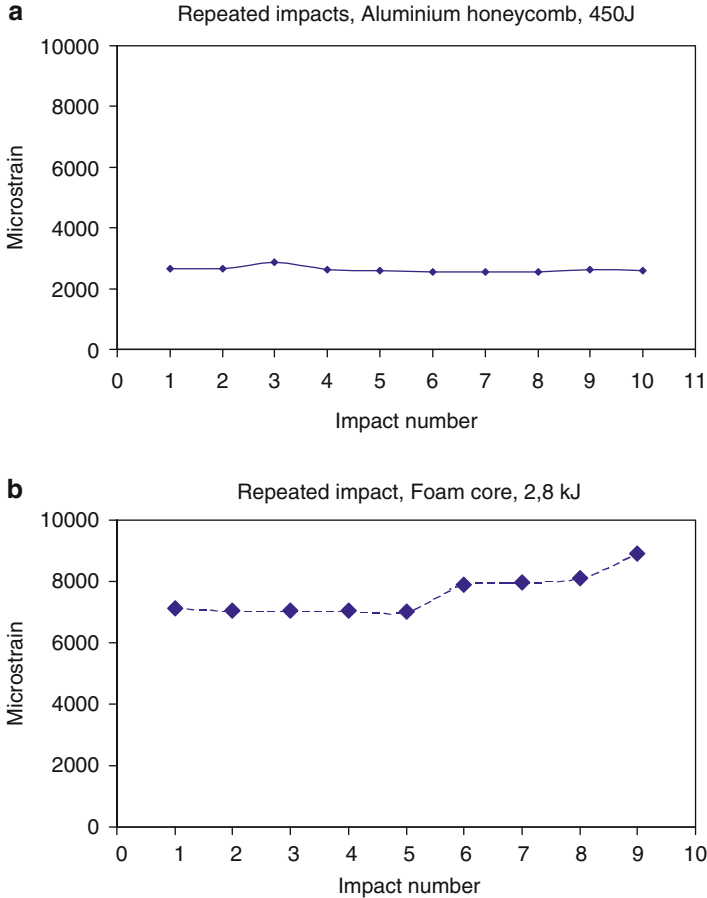 a
Repeated impacts, Aluminium honeycomb, 450J
10000
8000
6000
4000
2000
0
Microstrain
0 1 2 3 4 5 6 7 8 9 10 11
Impact number
b
Repeated impact, Foam core, 2,8 kJ
10000
8000
6000
4000
2000
0
Microstrain
0 1 2 3 4 5 6 7 8 9 10
Impact number